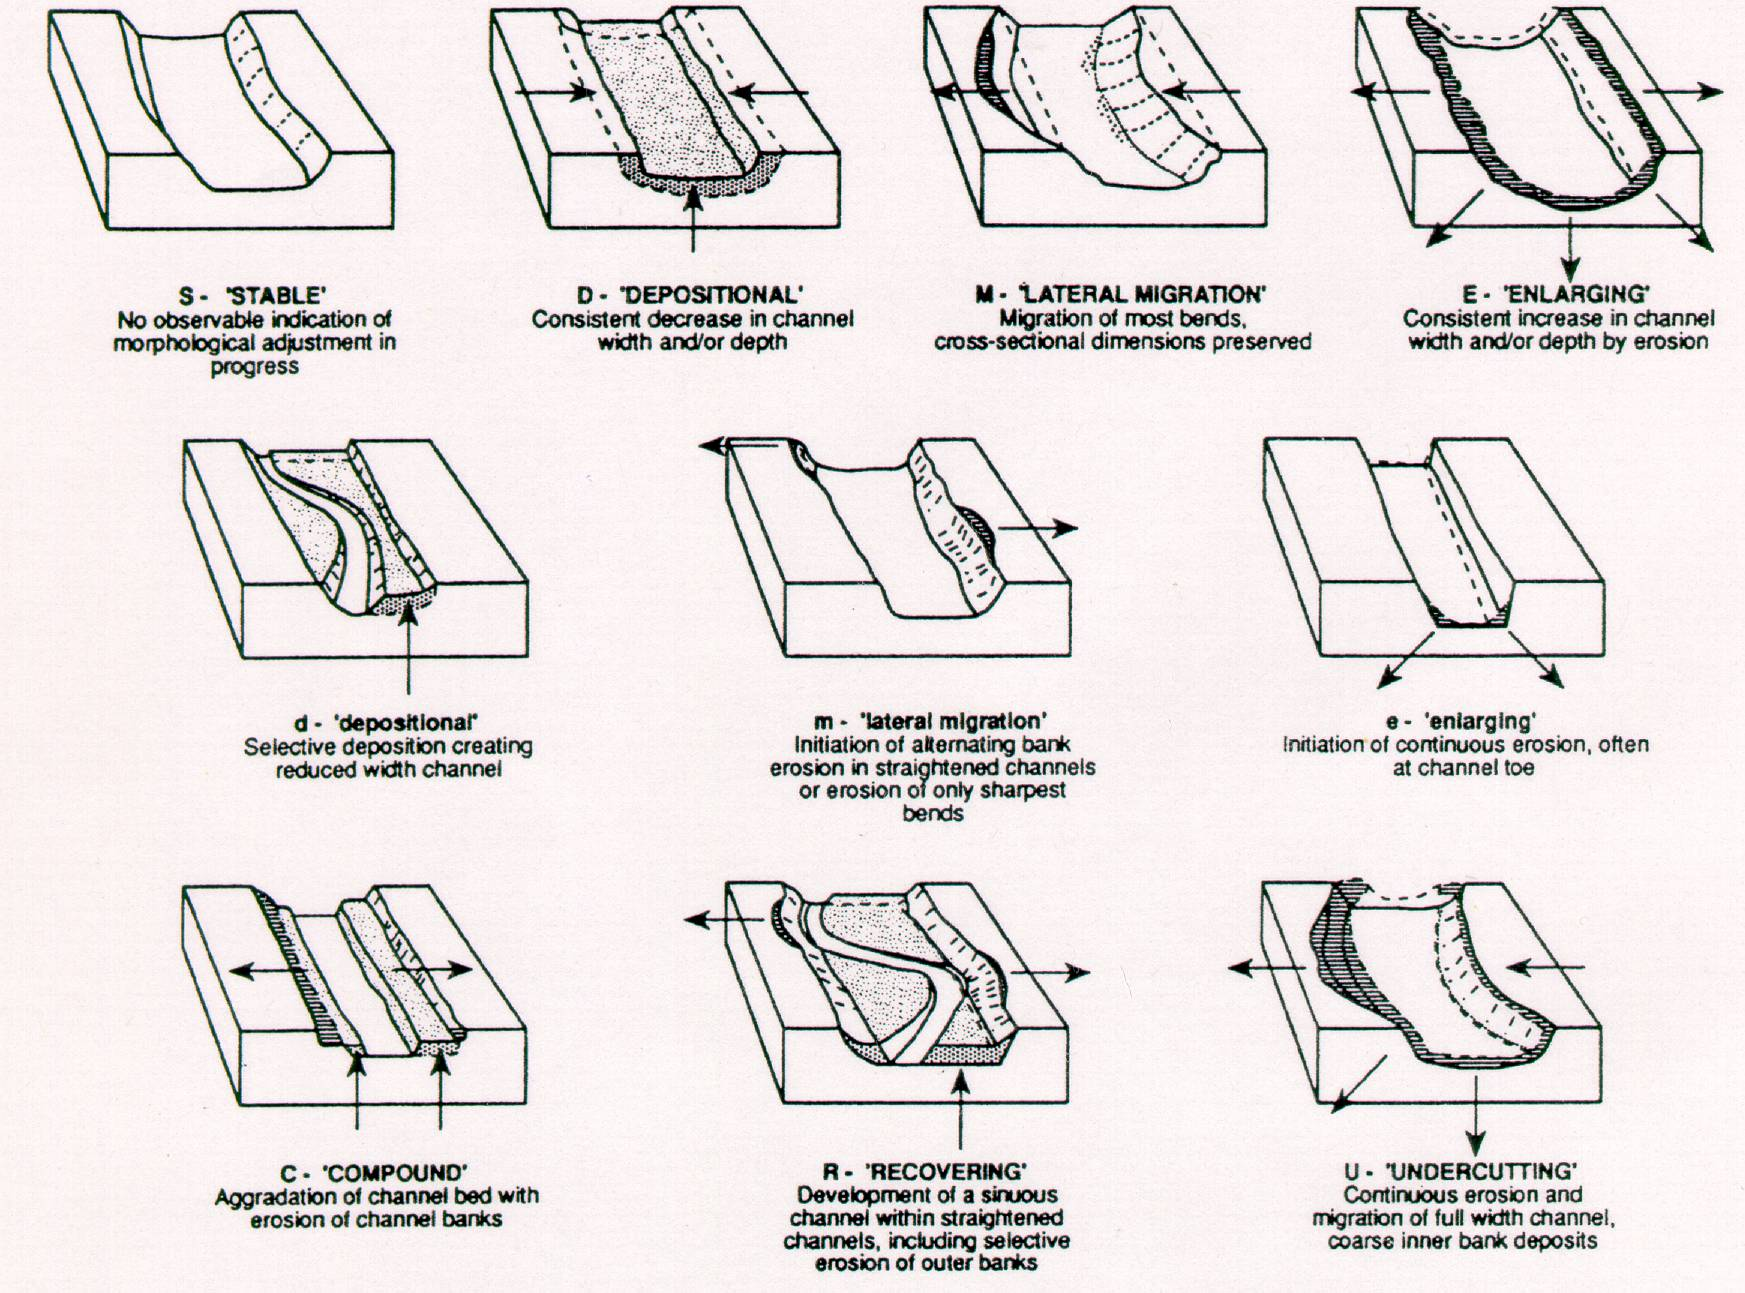 S - 'STABLE'
No observable indication of
morphological adjustment in
progress
D - 'DEPOSITIONAL'
Consistent decrease in channel
width and/or depth
M - 'LATERAL MIGRATION'
Migration of most bends,
cross-sectional dimensions preserved
E - 'ENLARGING'
Consistent increase in channel
width and/or depth by erosion
d - 'depositional'
Selective deposition creating
reduced width channel
m - 'lateral migration'
Initiation of alternating bank
erosion in straightened channels
or erosion of only sharpest
bends
e - 'enlarging'
Initiation of continuous erosion, often
at channel toe
C - 'COMPOUND'
Aggradation of channel bed with
erosion of channel banks
R - 'RECOVERING'
Development of a sinuous
channel within straightened
channels, including selective
erosion of outer banks
U - 'UNDERCUTTING'
Continuous erosion and
migration of full width channel,
coarse inner bank deposits